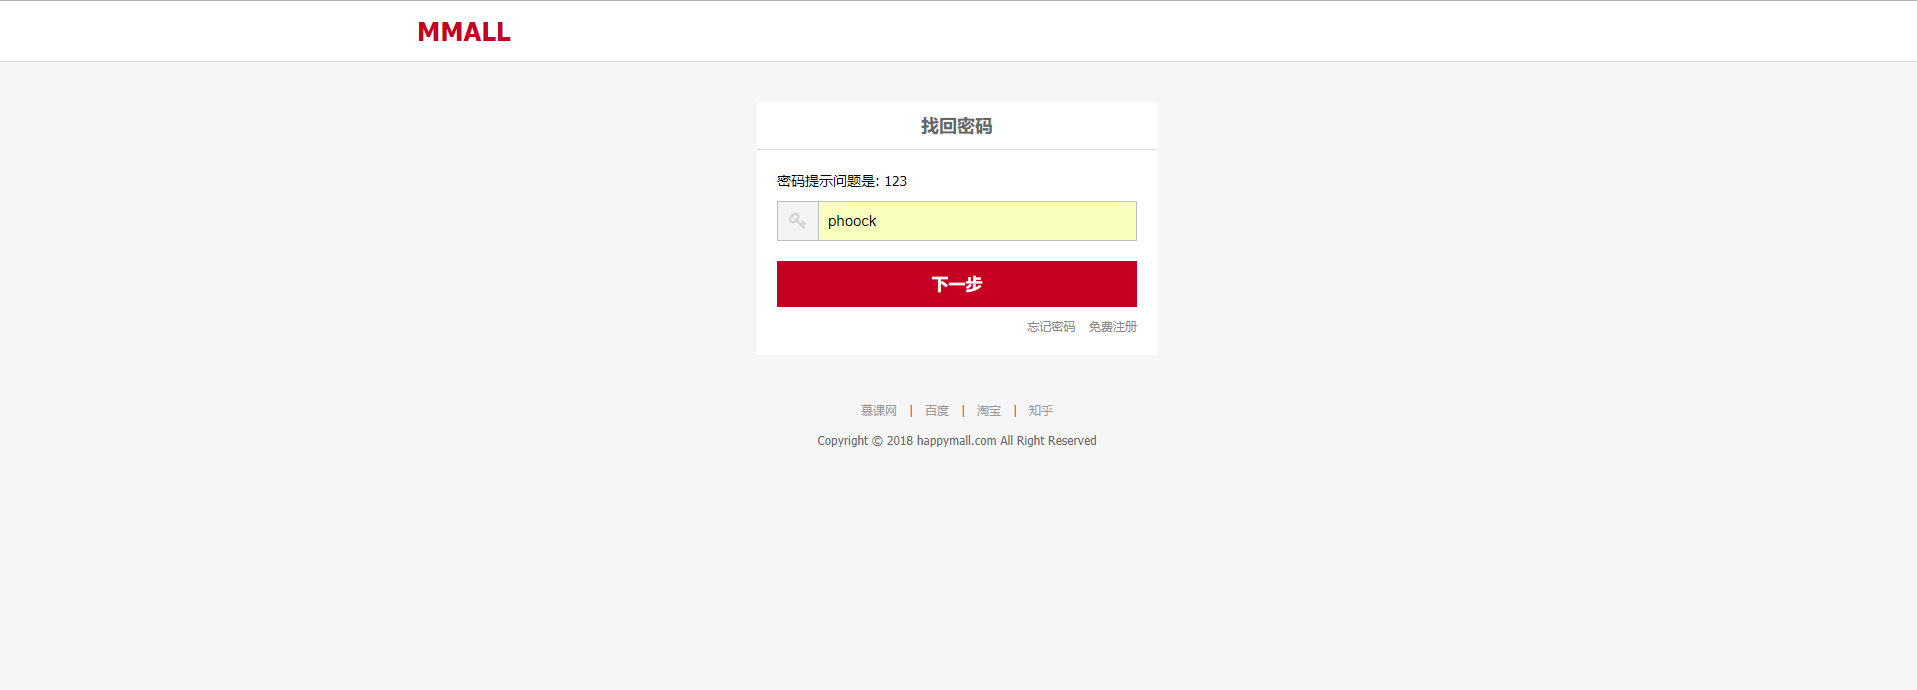 MMALL
找回密码
密码提示问题是: 123
phoock
下一步
忘记密码 免费注册
慕课网 | 百度 | 淘宝 | 知乎
Copyright © 2018 happymall.com All Right Reserved